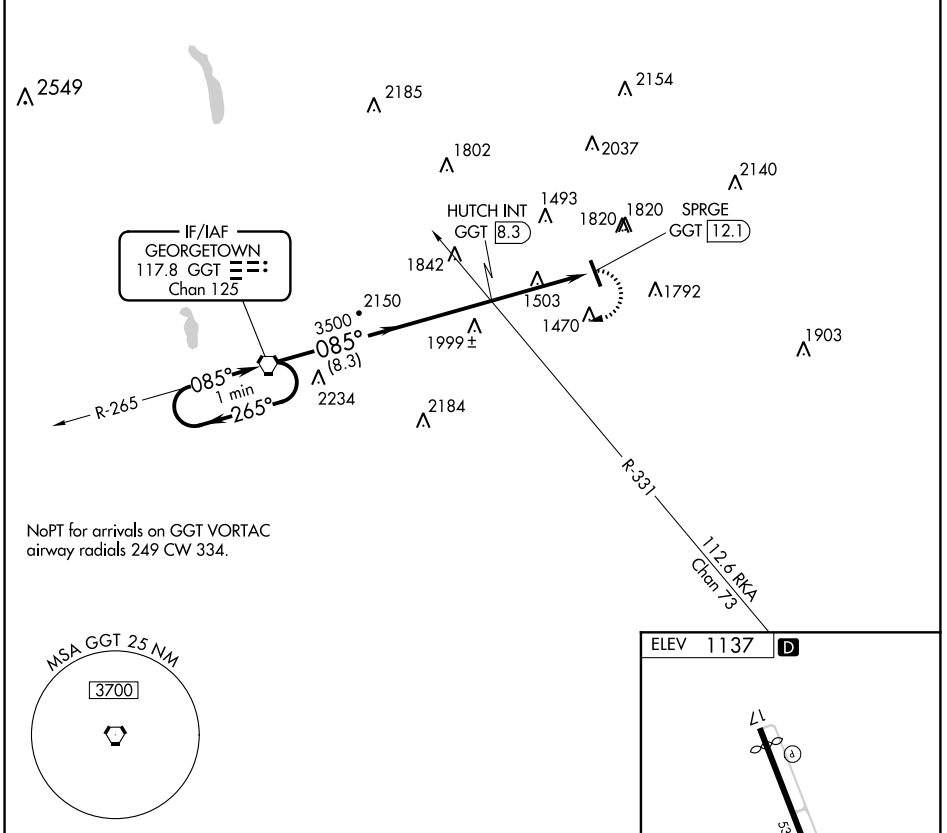 2549
2185
2154
1802
2037
2140
1493
HUTCH INT
GGT 8.3
1820
1820
SPRGE
GGT 12.1
IF/IAF
GEORGETOWN
117.8 GGT
Chan 125
1842
1503
1792
2150
3500
085°
(8.3)
1999 ±
1470
1903
085°
1 min
265°
R-265
2234
2184
R-331
112.6 RKA
Chan 73
NoPT for arrivals on GGT VORTAC
airway radials 249 CW 334.
MSA GGT 25 NM
3700
ELEV 1137 D
17
P
53